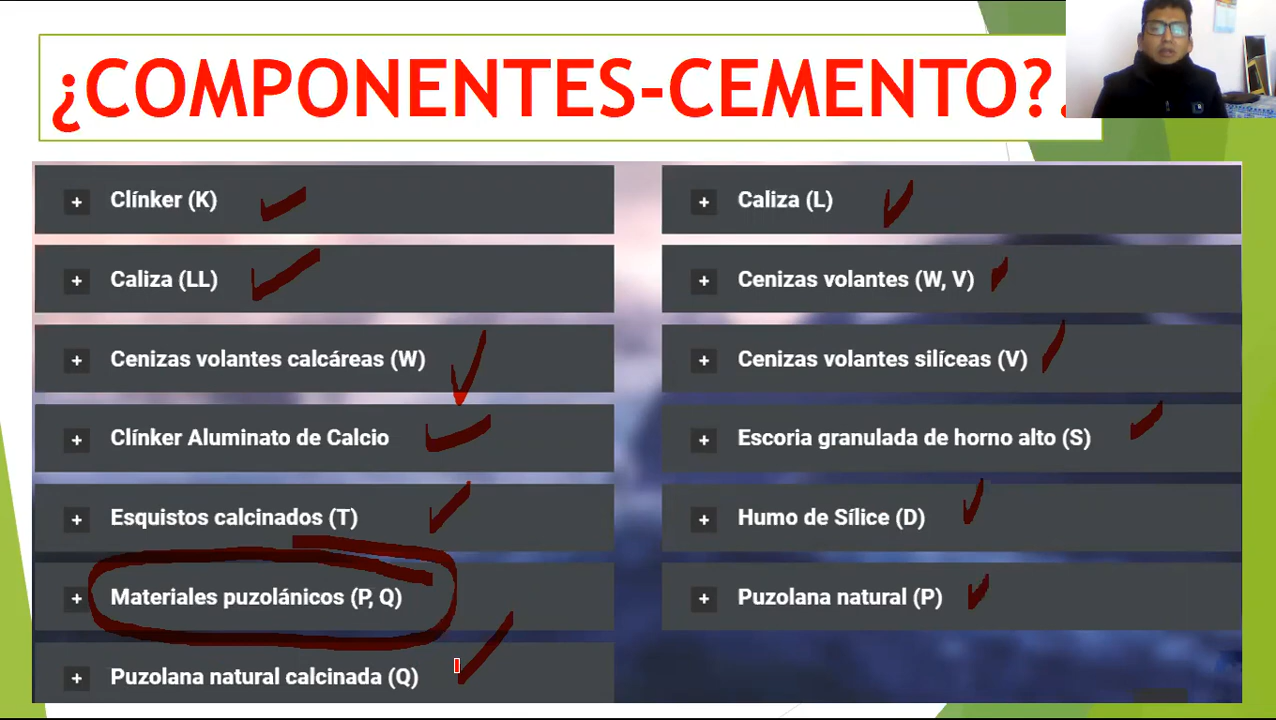 ¿COMPONENTES-CEMENTO?.
+ Clínker (K)
+ Caliza (LL)
+ Cenizas volantes calcáreas (W)
+ Clínker Aluminato de Calcio
+ Esquistos calcinados (T)
+ Materiales puzolánicos (P, Q)
+ Puzolana natural calcinada (Q)
+ Caliza (L)
+ Cenizas volantes (W, V)
+ Cenizas volantes silíceas (V)
+ Escoria granulada de horno alto (S)
+ Humo de Sílice (D)
+ Puzolana natural (P)